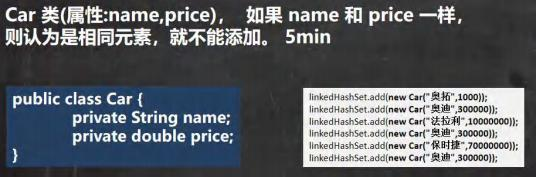 Car 类(属性:name,price)， 如果 name 和 price 一样，
则认为是相同元素，就不能添加。 5min
public class Car {
private String name;
private double price;
}
linkedHashSet.add(new Car("奥拓",1000));
linkedHashSet.add(new Car("奥迪",300000));
linkedHashSet.add(new Car("法拉利",10000000));
linkedHashSet.add(new Car("奥迪",300000));
linkedHashSet.add(new Car("保时捷",70000000));
linkedHashSet.add(new Car("奥迪",300000));